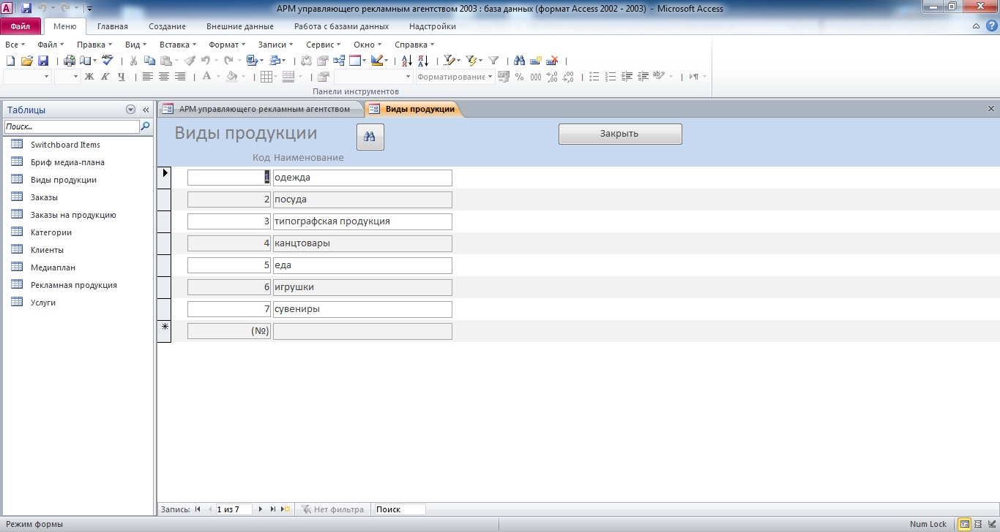 АРМ управляющего рекламным агентством 2003 : база данных (формат Access 2002 - 2003) - Microsoft Access
Файл Меню Главная Создание Внешние данные Работа с базами данных Надстройки
Все Файл Правка Вид Вставка Формат Записи Сервис Окно Справка
Ж К Ч Форматирование % 000
Панели инструментов
Таблицы
Поиск...
Switchboard Items
Бриф медиа-плана
Виды продукции
Заказы
Заказы на продукцию
Категории
Клиенты
Медиаплан
Рекламная продукция
Услуги
АРМ управляющего рекламным агентством Виды продукции
Виды продукции Закрыть
Код Наименование
1 одежда
2 посуда
3 типографская продукция
4 канцтовары
5 еда
6 игрушки
7 сувениры
(№)
Запись: 1 из 7 Нет фильтра Поиск
Режим формы Num Lock